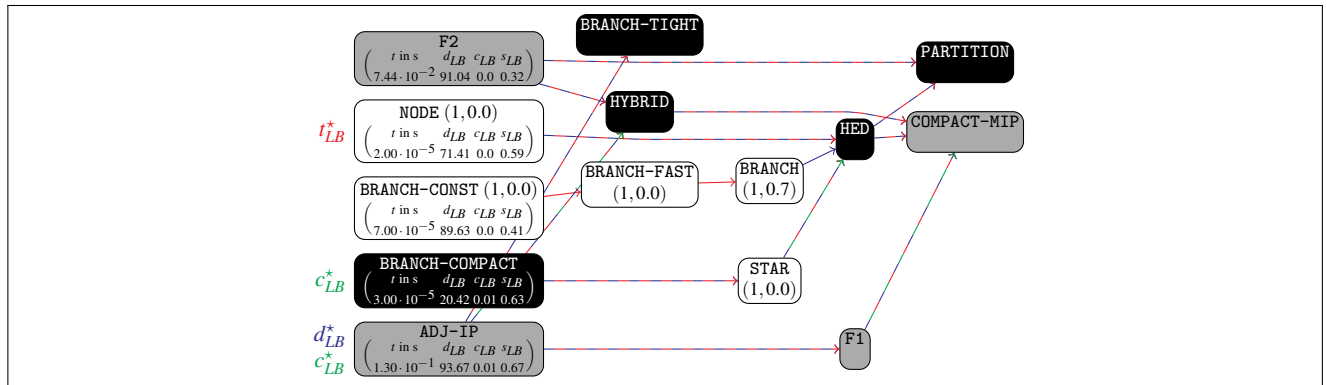 BRANCH-TIGHT
F2
t in s d_LB c_LB s_LB
7.44·10^-2 91.04 0.0 0.32
PARTITION
HYBRID
NODE (1,0.0)
t in s d_LB c_LB s_LB
2.00·10^-5 71.41 0.0 0.59
t*_LB
HED
COMPACT-MIP
BRANCH-CONST (1,0.0)
t in s d_LB c_LB s_LB
7.00·10^-5 89.63 0.0 0.41
BRANCH-FAST
(1,0.0)
BRANCH
(1,0.7)
BRANCH-COMPACT
t in s d_LB c_LB s_LB
3.00·10^-5 20.42 0.01 0.63
c*_LB
STAR
(1,0.0)
ADJ-IP
t in s d_LB c_LB s_LB
1.30·10^-1 93.67 0.01 0.67
d*_LB
c*_LB
F1